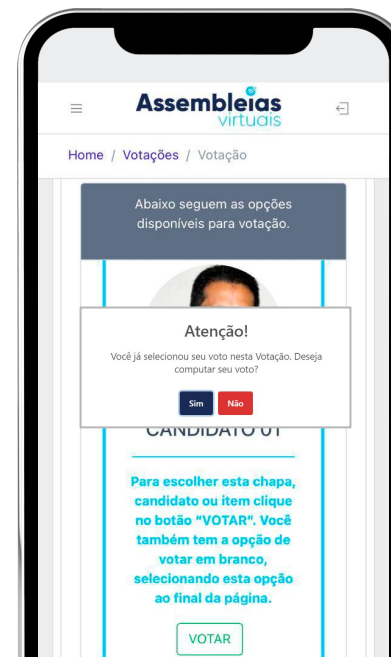 Assembleias
virtuais
Home / Votações / Votação
Abaixo seguem as opções
disponíveis para votação.
Atenção!
Você já selecionou seu voto nesta Votação. Deseja
computar seu voto?
Sim Não
CANDIDATO 01
Para escolher esta chapa,
candidato ou item clique
no botão "VOTAR". Você
também tem a opção de
votar em branco,
selecionando esta opção
ao final da página.
VOTAR